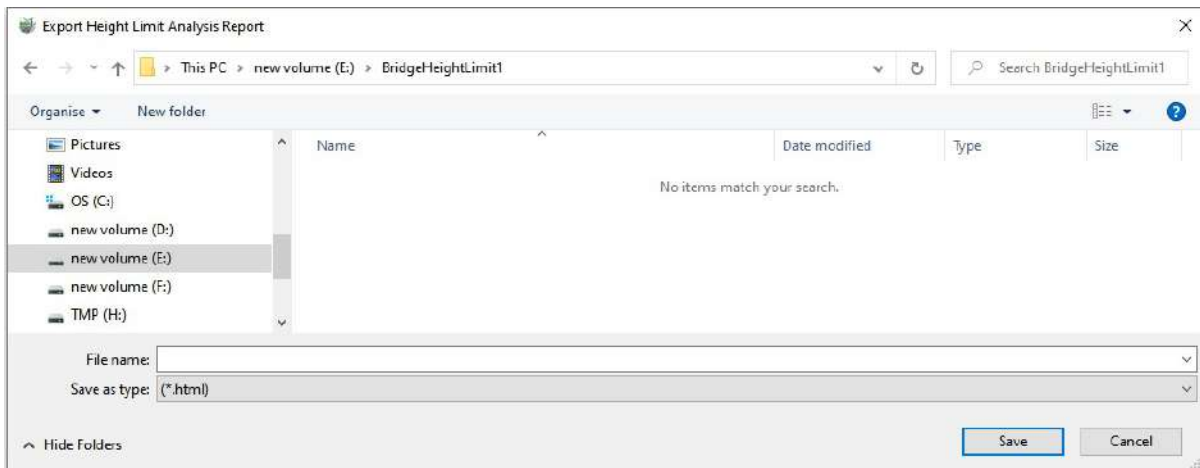 Export Height Limit Analysis Report
This PC > new volume (E:) > BridgeHeightLimit1
Search BridgeHeightLimit1
Organise
New folder
Name
Date modified
Type
Size
Pictures
Videos
OS (C:)
new volume (D:)
new volume (E:)
new volume (F:)
TMP (H:)
No items match your search.
File name:
Save as type: (*.html)
Hide Folders
Save
Cancel